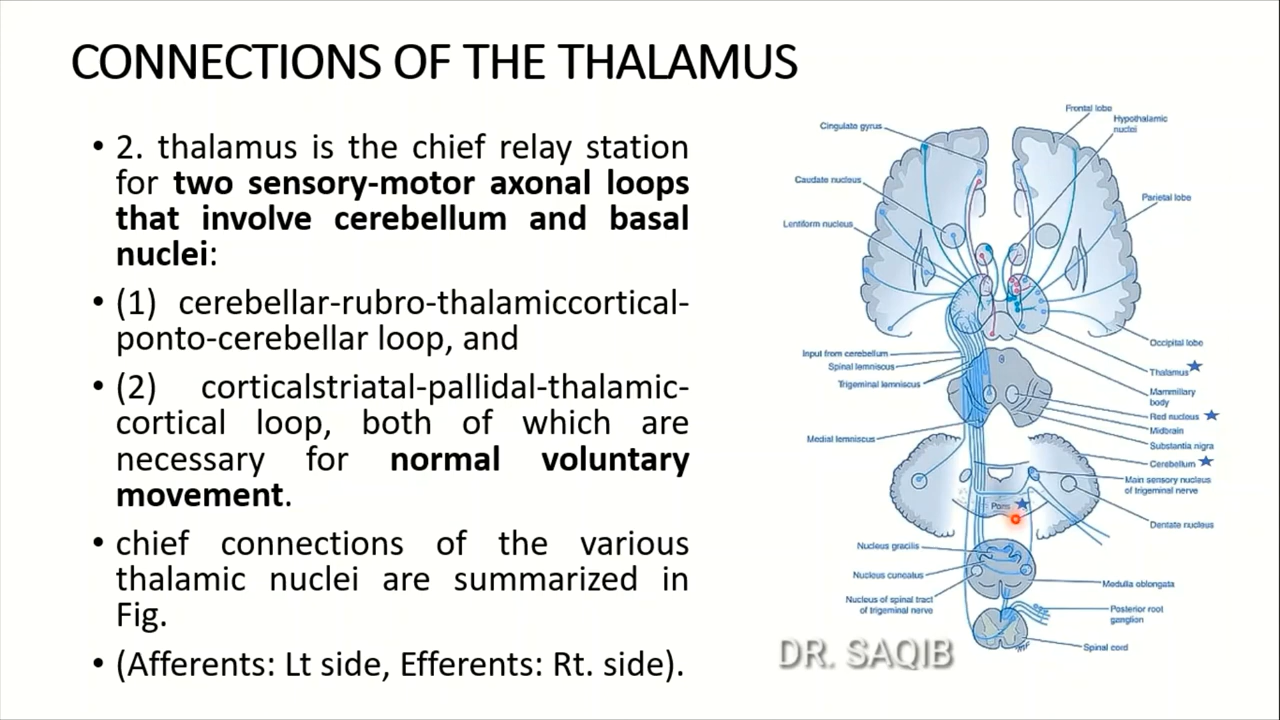 CONNECTIONS OF THE THALAMUS
• 2. thalamus is the chief relay station
for two sensory-motor axonal loops
that involve cerebellum and basal
nuclei:
• (1) cerebellar-rubro-thalamiccortical-
ponto-cerebellar loop, and
• (2) corticalstriatal-pallidal-thalamic-
cortical loop, both of which are
necessary for normal voluntary
movement.
• chief connections of the various
thalamic nuclei are summarized in
Fig.
• (Afferents: Lt side, Efferents: Rt. side).
Frontal lobe
Hypothalamic
nuclei
Cingulate gyrus
Caudate nucleus
Parietal lobe
Lentiform nucleus
Occipital lobe
Input from cerebellum
Spinal lemniscus
Thalamus
Trigeminal lemniscus
Mammillary
body
Red nucleus
Midbrain
Medial lemniscus
Substantia nigra
Cerebellum
Main sensory nucleus
of trigeminal nerve
Pons
Dentate nucleus
Nucleus gracilis
Nucleus cuneatus
Medulla oblongata
Nucleus of spinal tract
of trigeminal nerve
Posterior root
ganglion
Spinal cord
DR. SAQIB